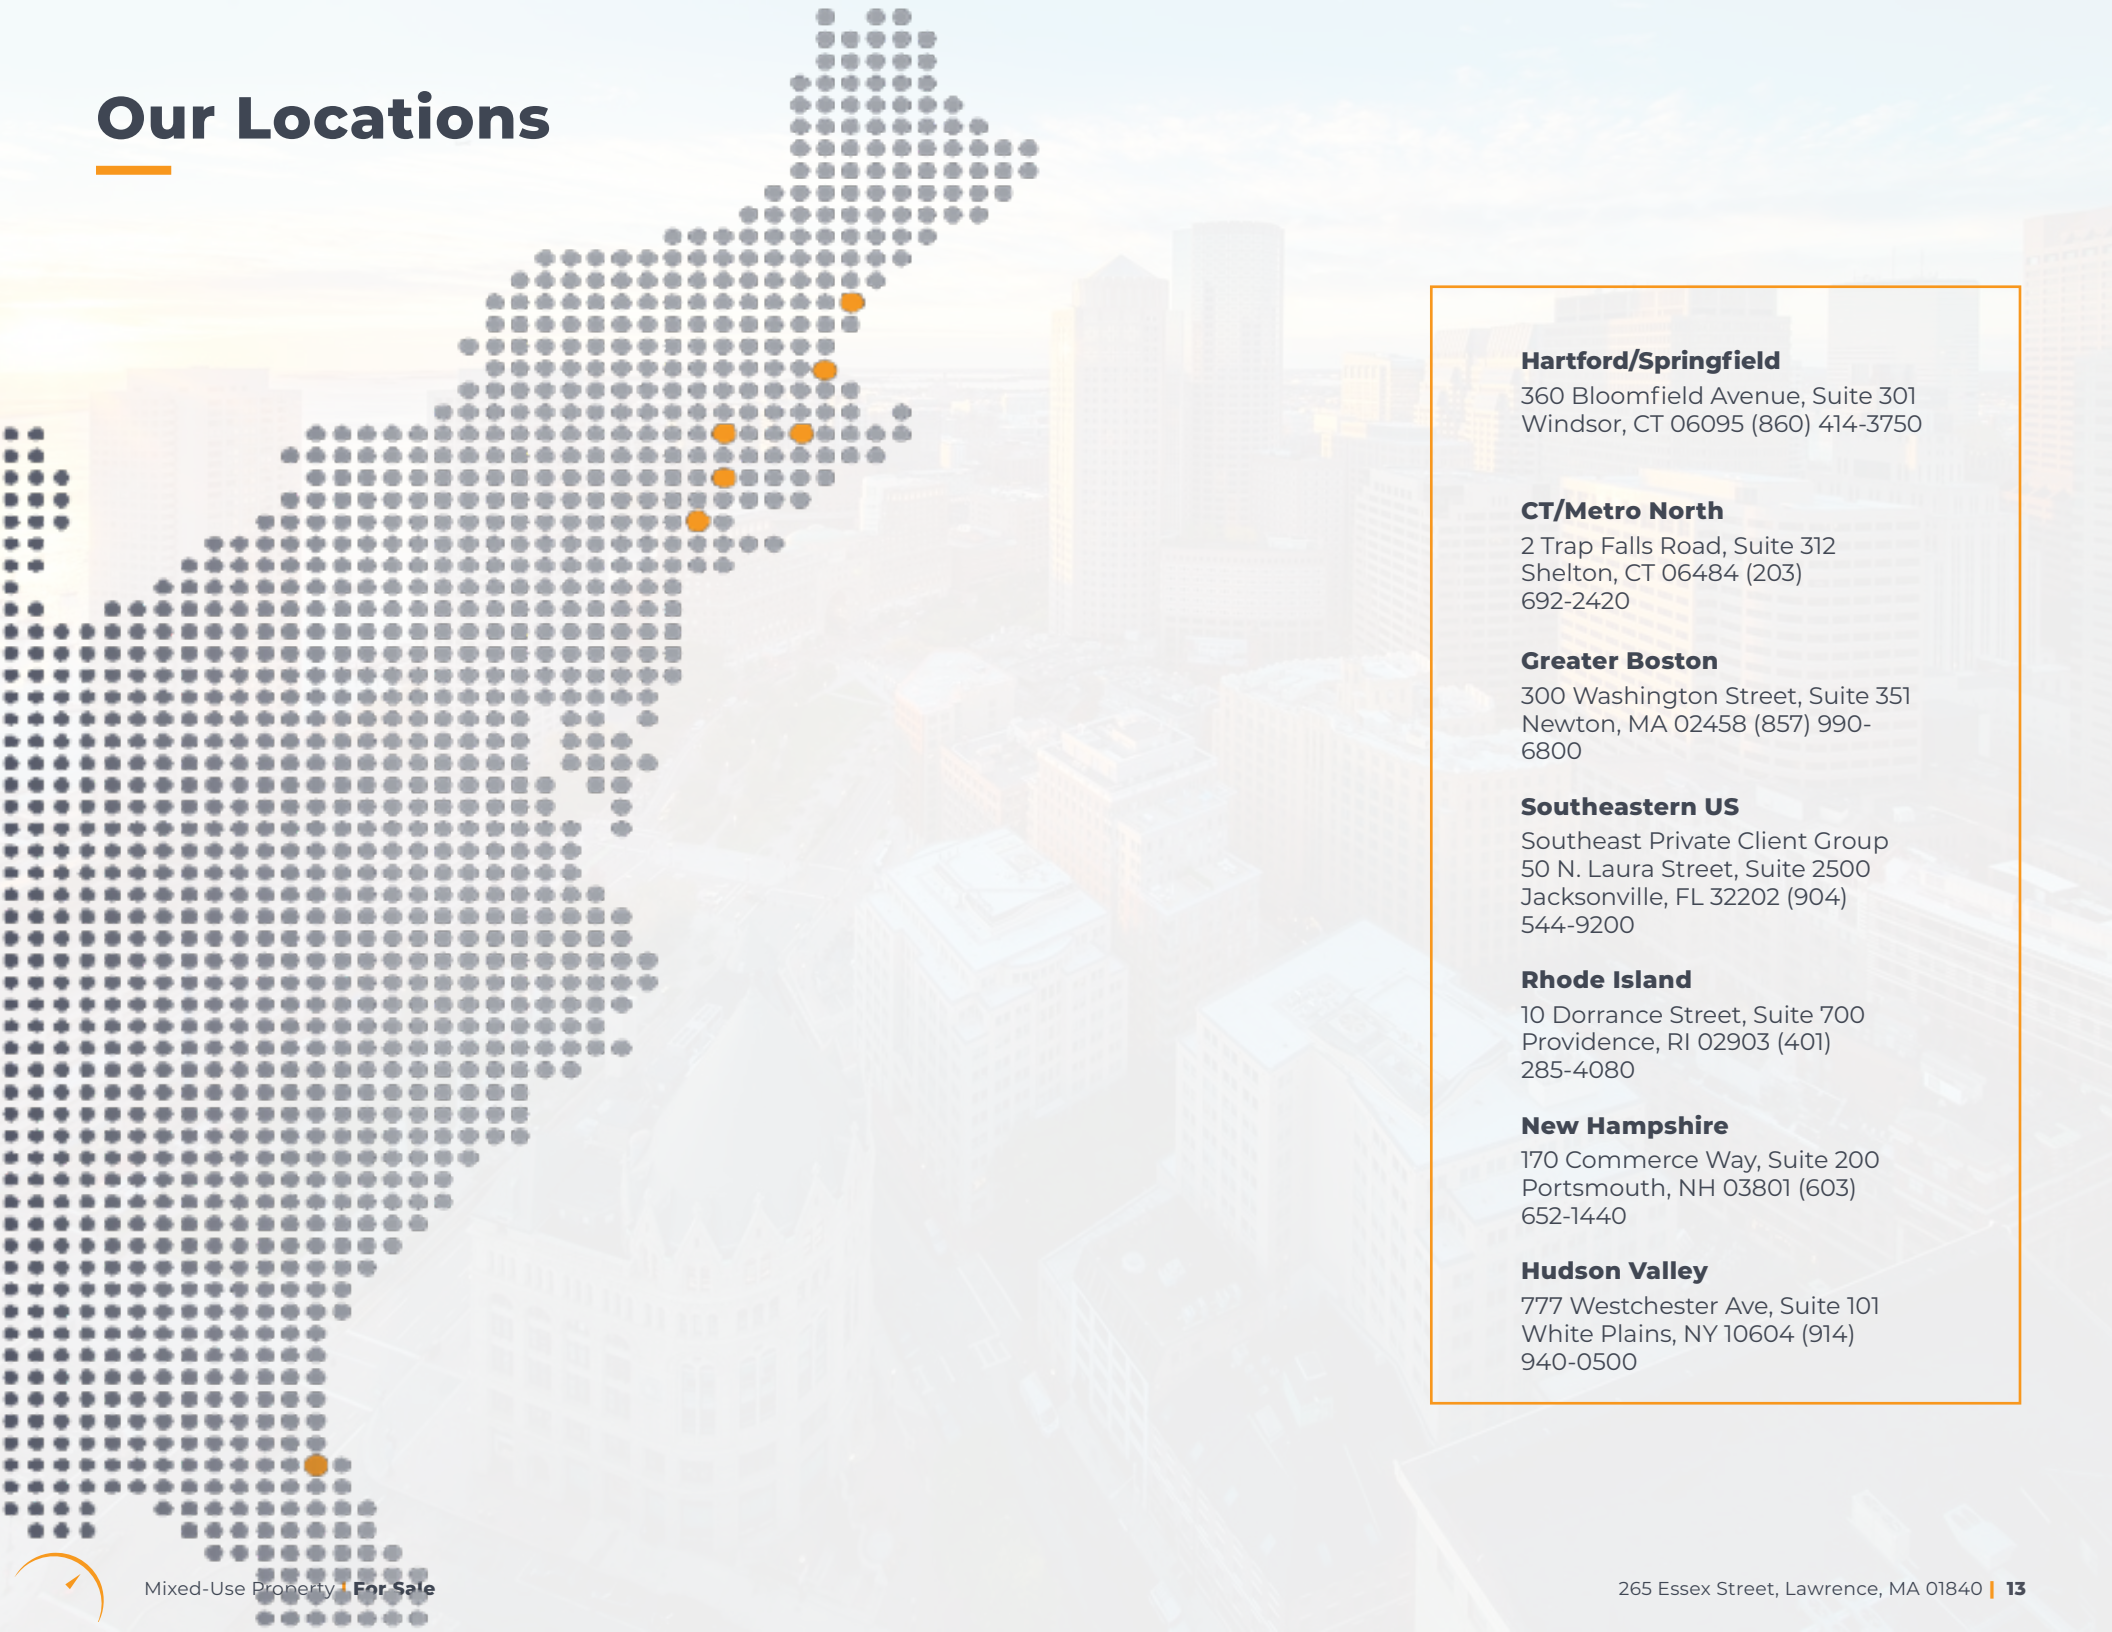 Our Locations
Hartford/Springfield
360 Bloomfield Avenue, Suite 301
Windsor, CT 06095 (860) 414-3750
CT/Metro North
2 Trap Falls Road, Suite 312
Shelton, CT 06484 (203)
692-2420
Greater Boston
300 Washington Street, Suite 351
Newton, MA 02458 (857) 990-
6800
Southeastern US
Southeast Private Client Group
50 N. Laura Street, Suite 2500
Jacksonville, FL 32202 (904)
544-9200
Rhode Island
10 Dorrance Street, Suite 700
Providence, RI 02903 (401)
285-4080
New Hampshire
170 Commerce Way, Suite 200
Portsmouth, NH 03801 (603)
652-1440
Hudson Valley
777 Westchester Ave, Suite 101
White Plains, NY 10604 (914)
940-0500
Mixed-Use Property | For Sale
265 Essex Street, Lawrence, MA 01840 | 13